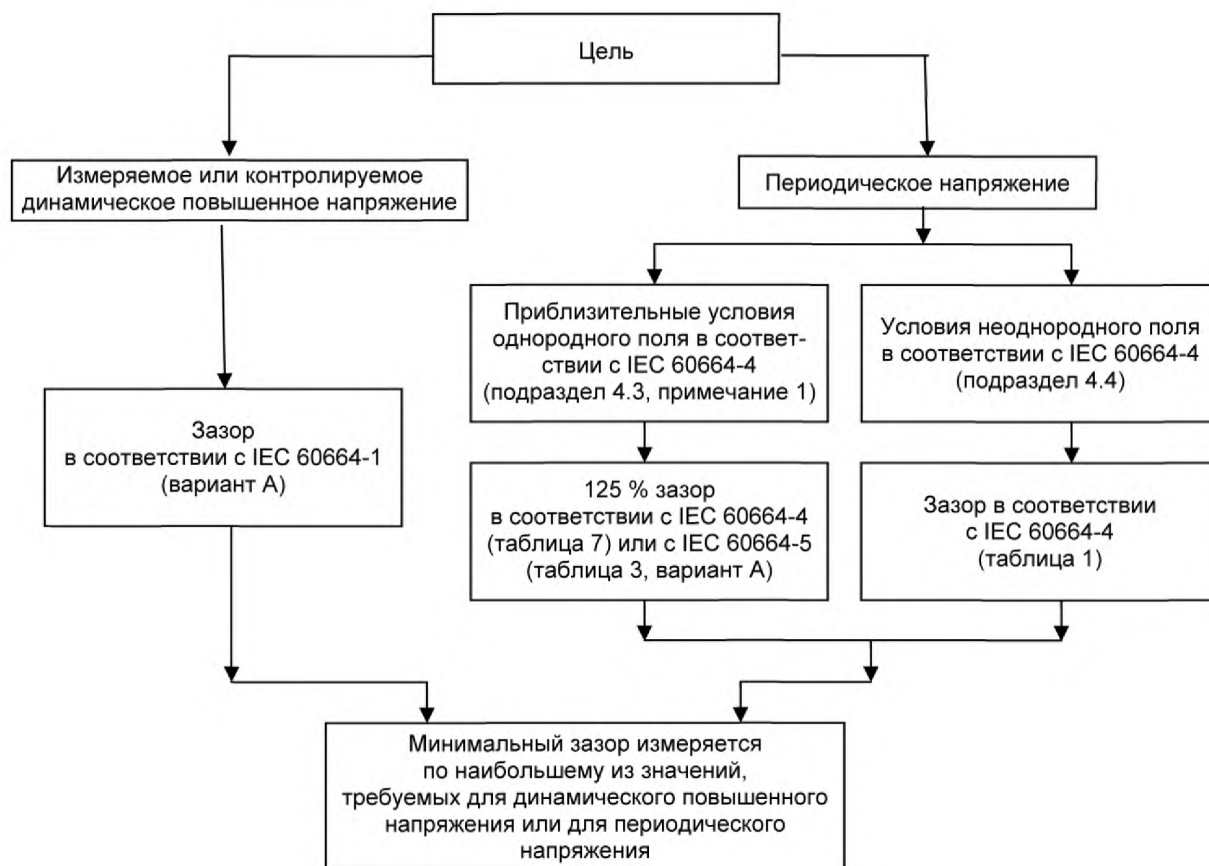 Цель
Измеряемое или контролируемое
динамическое повышенное напряжение
Периодическое напряжение
Приблизительные условия
однородного поля в соответ-
ствии с IEC 60664-4
(подраздел 4.3, примечание 1)
Условия неоднородного поля
в соответствии с IEC 60664-4
(подраздел 4.4)
Зазор
в соответствии с IEC 60664-1
(вариант А)
125 % зазор
в соответствии с IEC 60664-4
(таблица 7) или с IEC 60664-5
(таблица 3, вариант А)
Зазор в соответствии
с IEC 60664-4
(таблица 1)
Минимальный зазор измеряется
по наибольшему из значений,
требуемых для динамического повышенного
напряжения или для периодического
напряжения